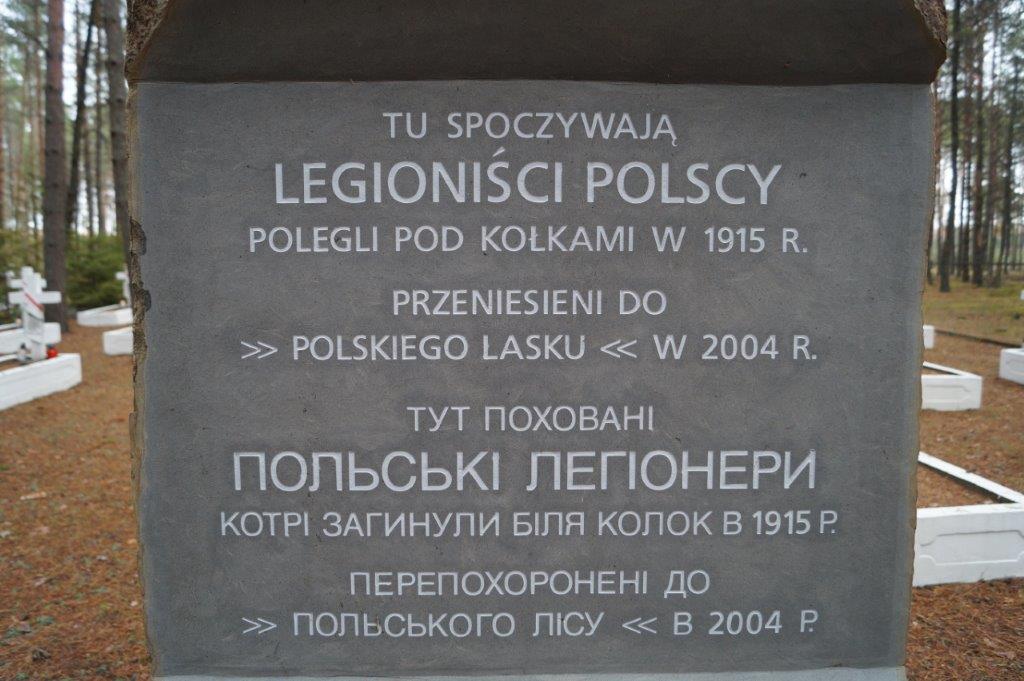 TU SPOCZYWAJĄ
LEGIONIŚCI POLSCY
POLEGLI POD KOŁKAMI W 1915 R.
PRZENIESIENI DO
>> POLSKIEGO LASKU << W 2004 R.
ТУТ ПОХОВАНІ
ПОЛЬСЬКІ ЛЕГІОНЕРИ
КОТРІ ЗАГИНУЛИ БІЛЯ КОЛОК В 1915 Р.
ПЕРЕПОХОРОНЕНІ ДО
>> ПОЛЬСЬКОГО ЛІСУ << В 2004 Р.